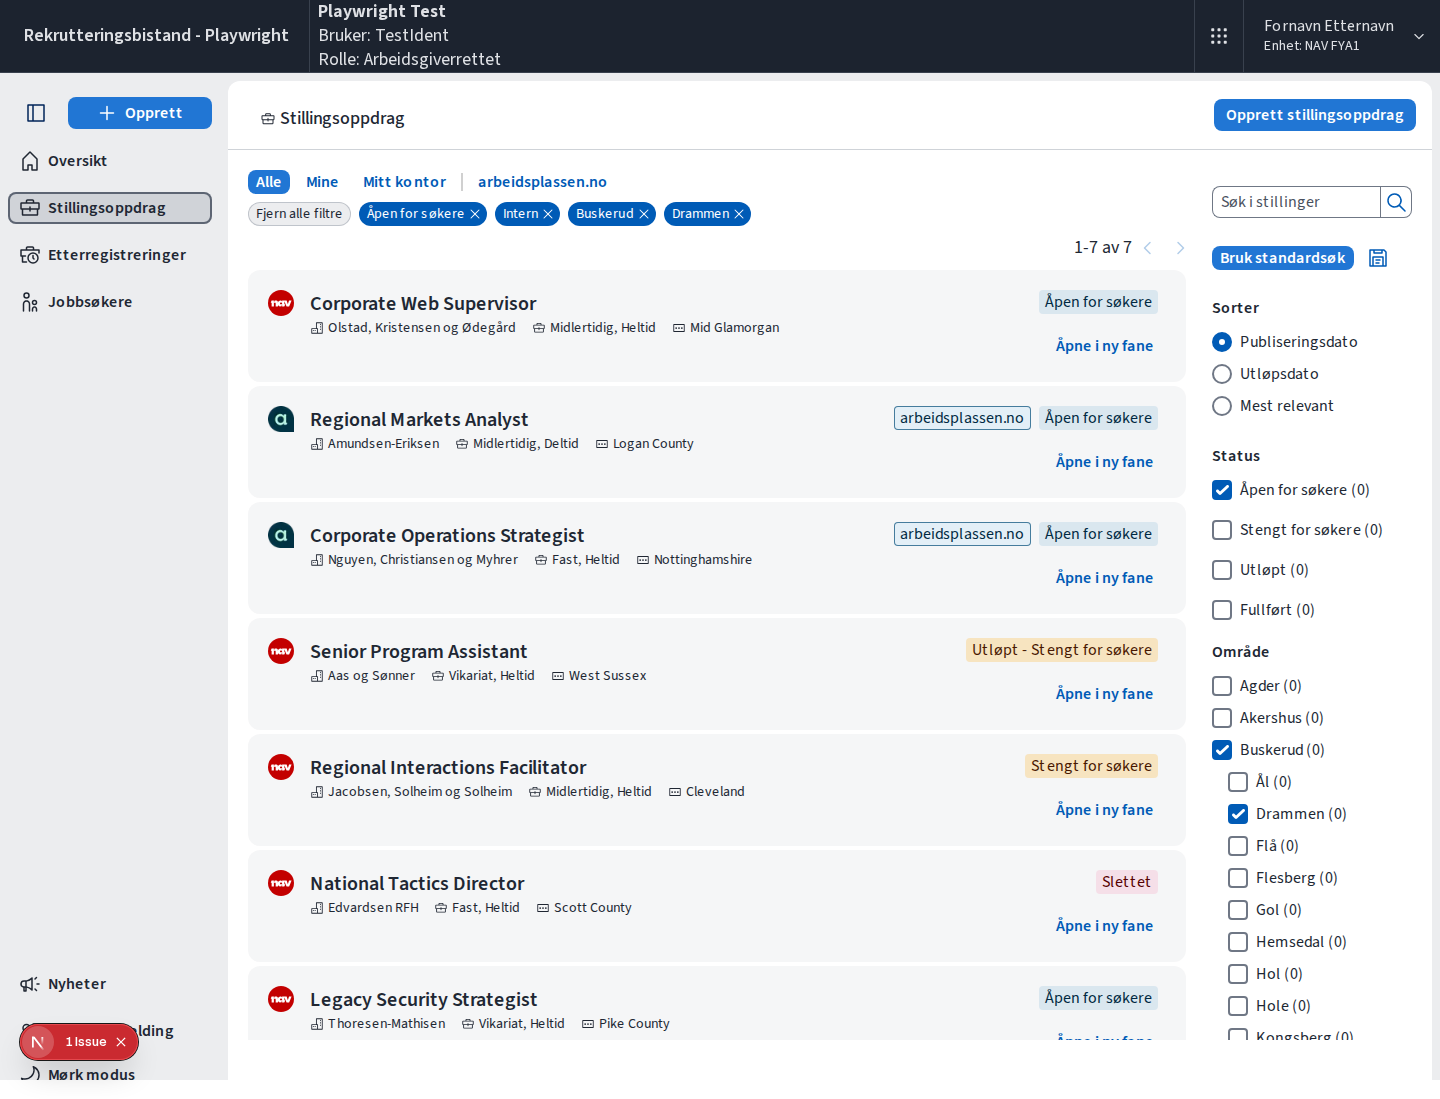 Rekrutteringsbistand - Playwright
Playwright Test
Bruker: TestIdent
Rolle: Arbeidsgiverrettet
Fornavn Etternavn
Enhet: NAV FYA1
Opprett
Oversikt
Stillingsoppdrag
Etterregistreringer
Jobbsøkere
Nyheter
elding
1 Issue
Mørk modus
Stillingsoppdrag
Opprett stillingsoppdrag
Alle
Mine
Mitt kontor
arbeidsplassen.no
Fjern alle filtre
Åpen for søkere
Intern
Buskerud
Drammen
1-7 av 7
nav
Corporate Web Supervisor
Olstad, Kristensen og Ødegård
Midlertidig, Heltid
Mid Glamorgan
Åpen for søkere
Åpne i ny fane
a
Regional Markets Analyst
Amundsen-Eriksen
Midlertidig, Deltid
Logan County
arbeidsplassen.no
Åpen for søkere
Åpne i ny fane
a
Corporate Operations Strategist
Nguyen, Christiansen og Myhrer
Fast, Heltid
Nottinghamshire
arbeidsplassen.no
Åpen for søkere
Åpne i ny fane
nav
Senior Program Assistant
Aas og Sønner
Vikariat, Heltid
West Sussex
Utløpt - Stengt for søkere
Åpne i ny fane
nav
Regional Interactions Facilitator
Jacobsen, Solheim og Solheim
Midlertidig, Heltid
Cleveland
Stengt for søkere
Åpne i ny fane
nav
National Tactics Director
Edvardsen RFH
Fast, Heltid
Scott County
Slettet
Åpne i ny fane
nav
Legacy Security Strategist
Thoresen-Mathisen
Vikariat, Heltid
Pike County
Åpen for søkere
Åpne i ny fane
Søk i stillinger
Bruk standardsøk
Sorter
Publiseringsdato
Utløpsdato
Mest relevant
Status
Åpen for søkere (0)
Stengt for søkere (0)
Utløpt (0)
Fullført (0)
Område
Agder (0)
Akershus (0)
Buskerud (0)
Ål (0)
Drammen (0)
Flå (0)
Flesberg (0)
Gol (0)
Hemsedal (0)
Hol (0)
Hole (0)
Kongsberg (0)